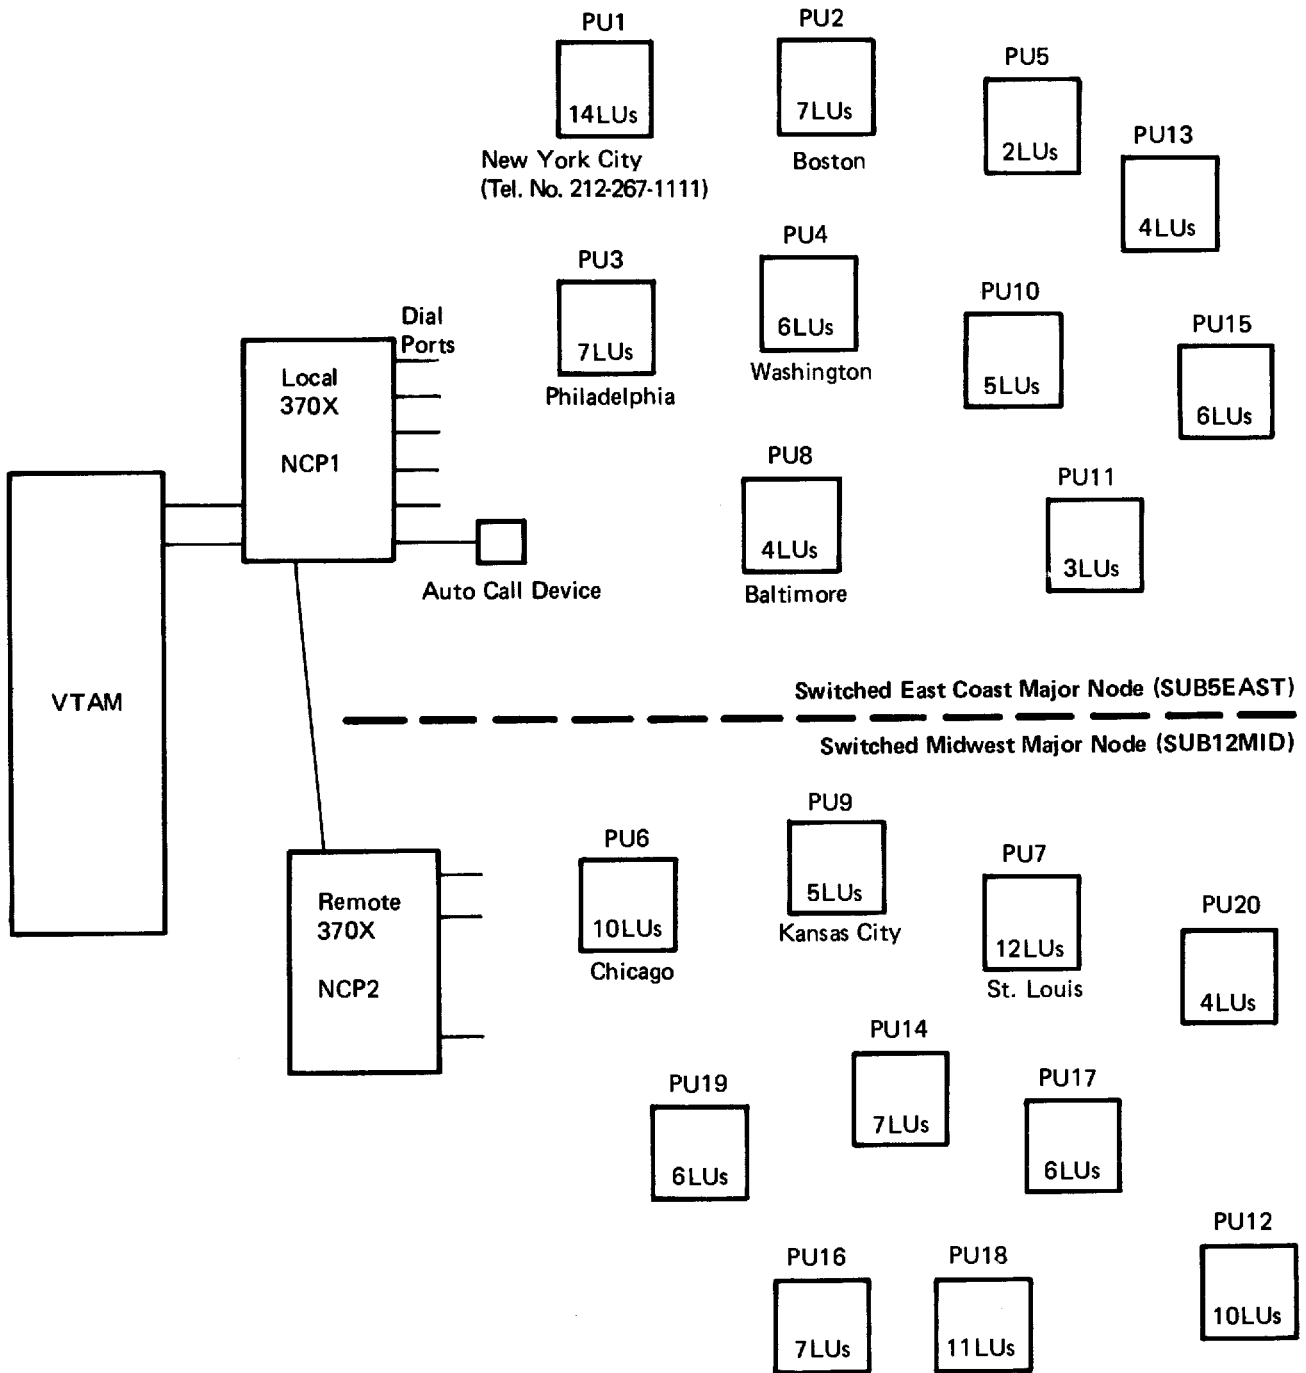 PU1
14LUs
New York City
(Tel. No. 212-267-1111)
PU2
7LUs
Boston
PU5
2LUs
PU13
4LUs
PU3
7LUs
Philadelphia
PU4
6LUs
Washington
PU10
5LUs
PU15
6LUs
Dial
Ports
Local
370X
NCP1
PU8
4LUs
Baltimore
PU11
3LUs
Auto Call Device
VTAM
Switched East Coast Major Node (SUB5EAST)
Switched Midwest Major Node (SUB12MID)
Remote
370X
NCP2
PU6
10LUs
Chicago
PU9
5LUs
Kansas City
PU7
12LUs
St. Louis
PU20
4LUs
PU14
7LUs
PU19
6LUs
PU17
6LUs
PU12
10LUs
PU16
7LUs
PU18
11LUs